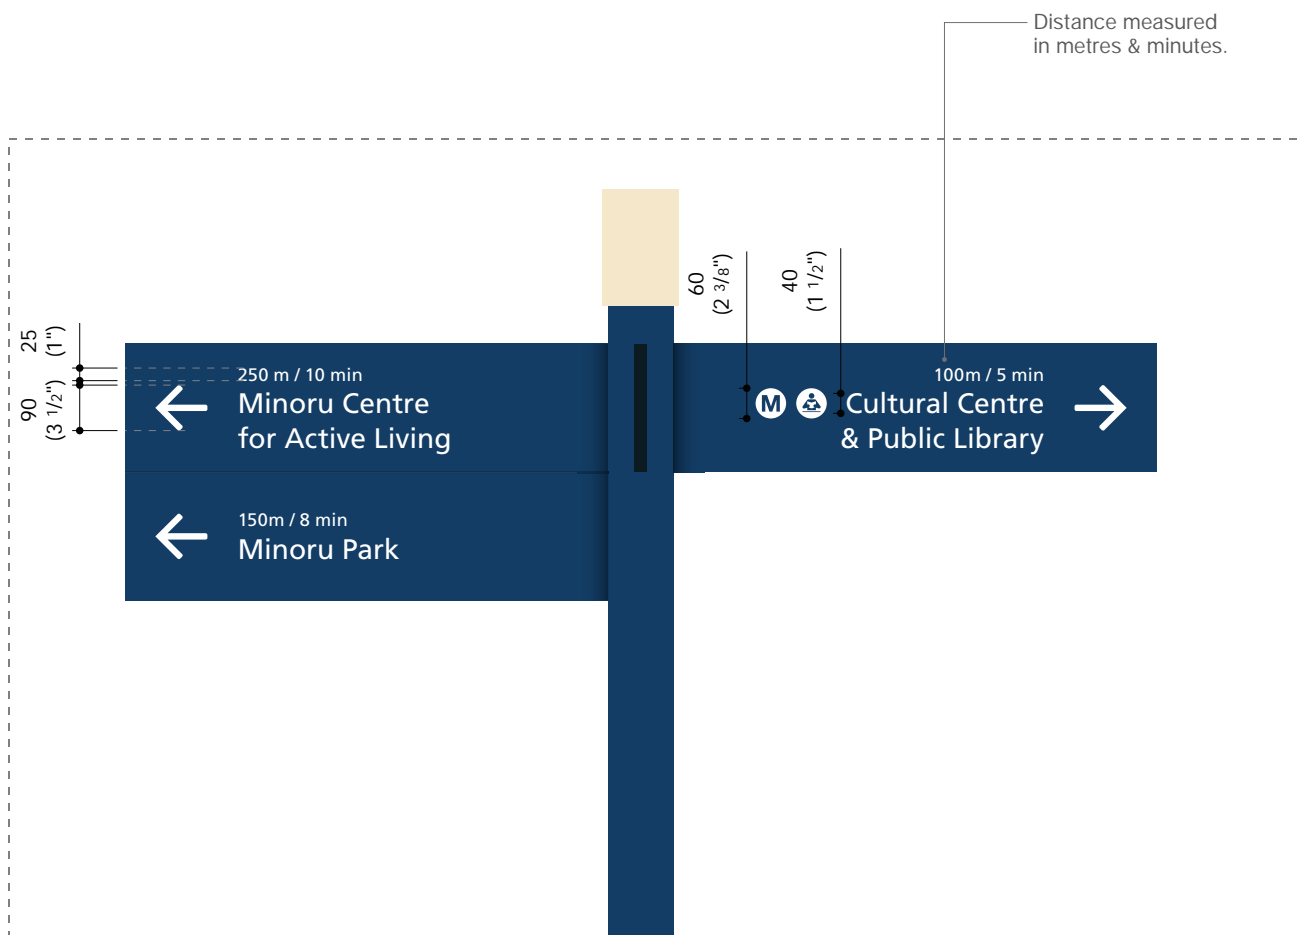 Distance measured
in metres & minutes.
60
(2 3/8")
40
(1 1/2")
25
(1")
90
(3 1/2")
250 m / 10 min
Minoru Centre
for Active Living
100m / 5 min
M
Cultural Centre
& Public Library
150m / 8 min
Minoru Park